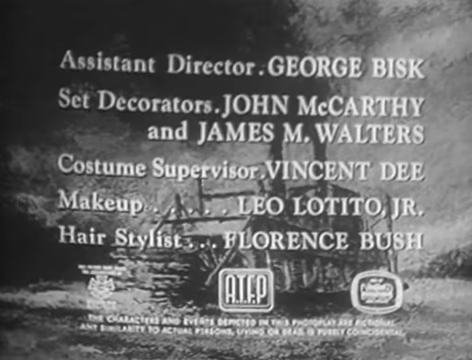 Assistant Director.GEORGE BISK
Set Decorators.JOHN McCARTHY
and JAMES M. WALTERS
Costume Supervisor.VINCENT DEE
Makeup......LEO LOTITO, JR.
Hair Stylist...FLORENCE BUSH
A.T.F.P
THE CHARACTERS AND EVENTS DEPICTED IN THIS PHOTOPLAY ARE FICTIONAL.
ANY SIMILARITY TO ACTUAL PERSONS, LIVING OR DEAD, IS PURELY COINCIDENTAL.